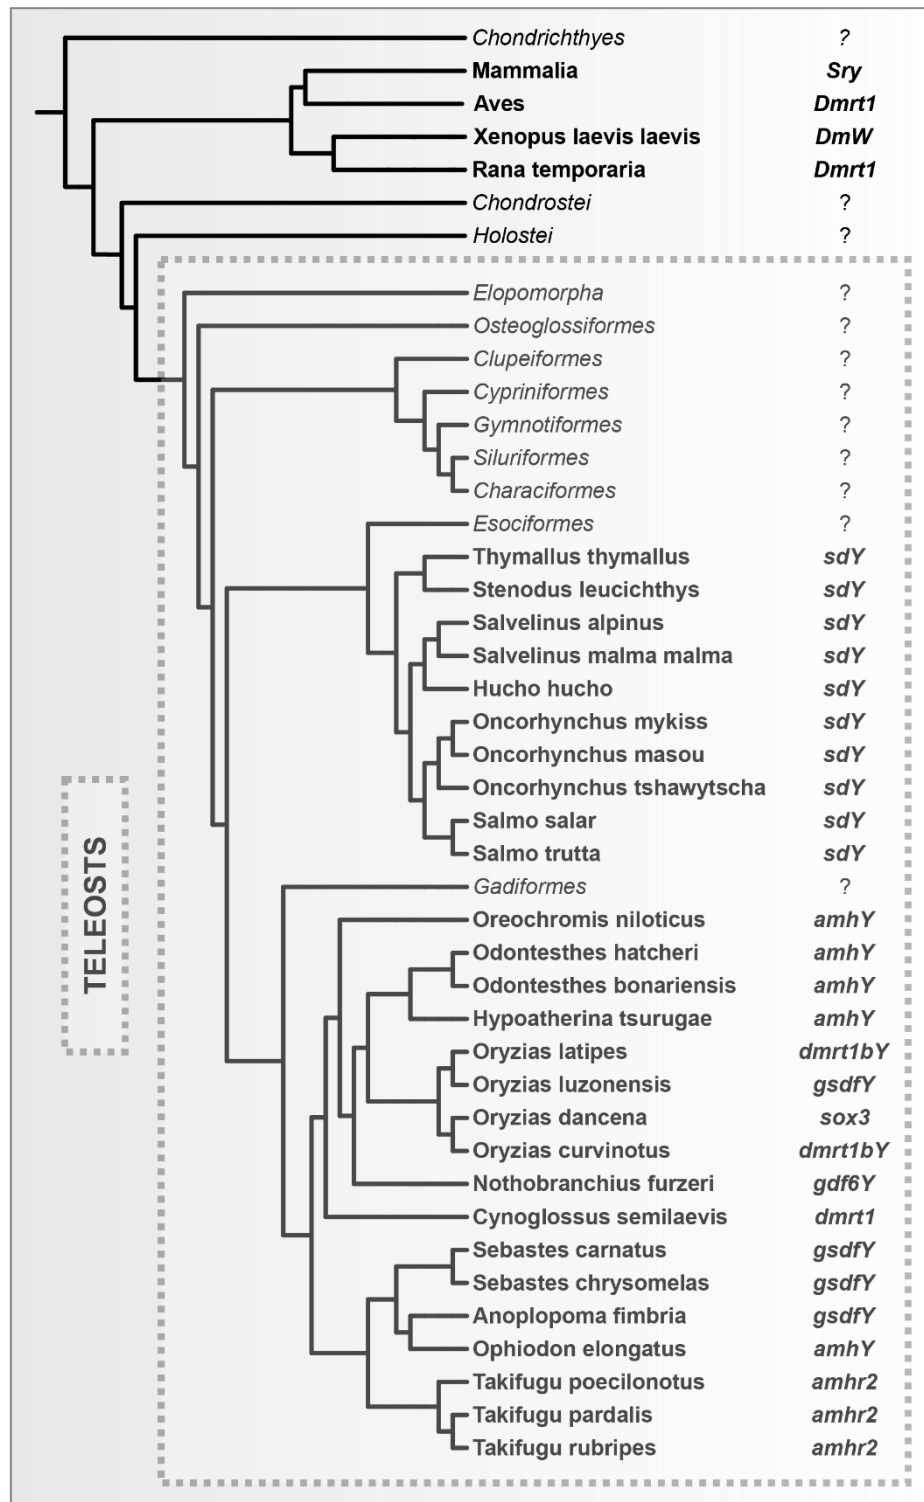 Chondrichthyes ?
Mammalia Sry
Aves Dmrt1
Xenopus laevis laevis DmW
Rana temporaria Dmrt1
Chondrostei ?
Holostei ?
Elopomorpha ?
Osteoglossiformes ?
Clupeiformes ?
Cypriniformes ?
Gymnotiformes ?
Siluriformes ?
Characiformes ?
Esociformes ?
Thymallus thymallus sdY
Stenodus leucichthys sdY
Salvelinus alpinus sdY
Salvelinus malma malma sdY
Hucho hucho sdY
Oncorhynchus mykiss sdY
Oncorhynchus masou sdY
Oncorhynchus tshawytscha sdY
Salmo salar sdY
Salmo trutta sdY
Gadiformes ?
Oreochromis niloticus amhY
Odontesthes hatcheri amhY
Odontesthes bonariensis amhY
Hypoatherina tsurugae amhY
Oryzias latipes dmrt1bY
Oryzias luzonensis gsdfY
Oryzias dancena sox3
Oryzias curvinotus dmrt1bY
Nothobranchius furzeri gdf6Y
Cynoglossus semilaevis dmrt1
Sebastes carnatus gsdfY
Sebastes chrysomelas gsdfY
Anoplopoma fimbria gsdfY
Ophiodon elongatus amhY
Takifugu poecilonotus amhr2
Takifugu pardalis amhr2
Takifugu rubripes amhr2
TELEOSTS